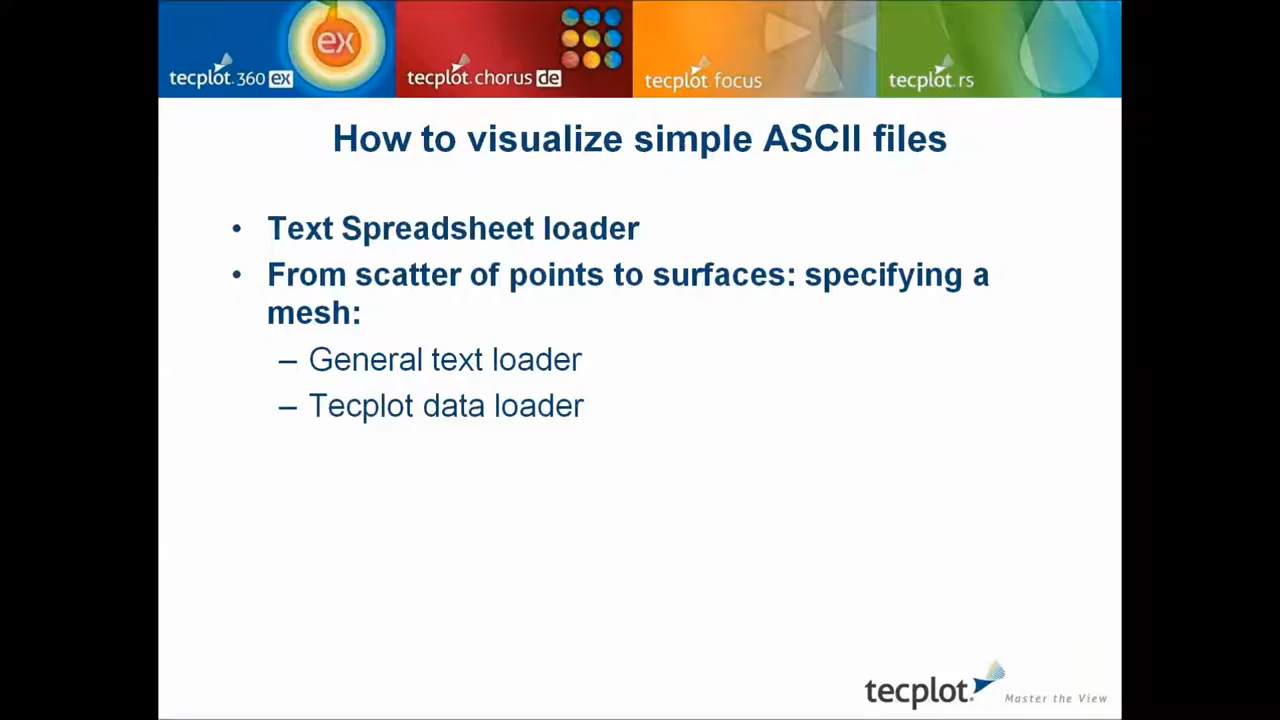 ex
tecplot.360 ex
tecplot.chorus de
tecplot.focus
tecplot.rs
How to visualize simple ASCII files
• Text Spreadsheet loader
• From scatter of points to surfaces: specifying a
mesh:
– General text loader
– Tecplot data loader
tecplot. Master the View